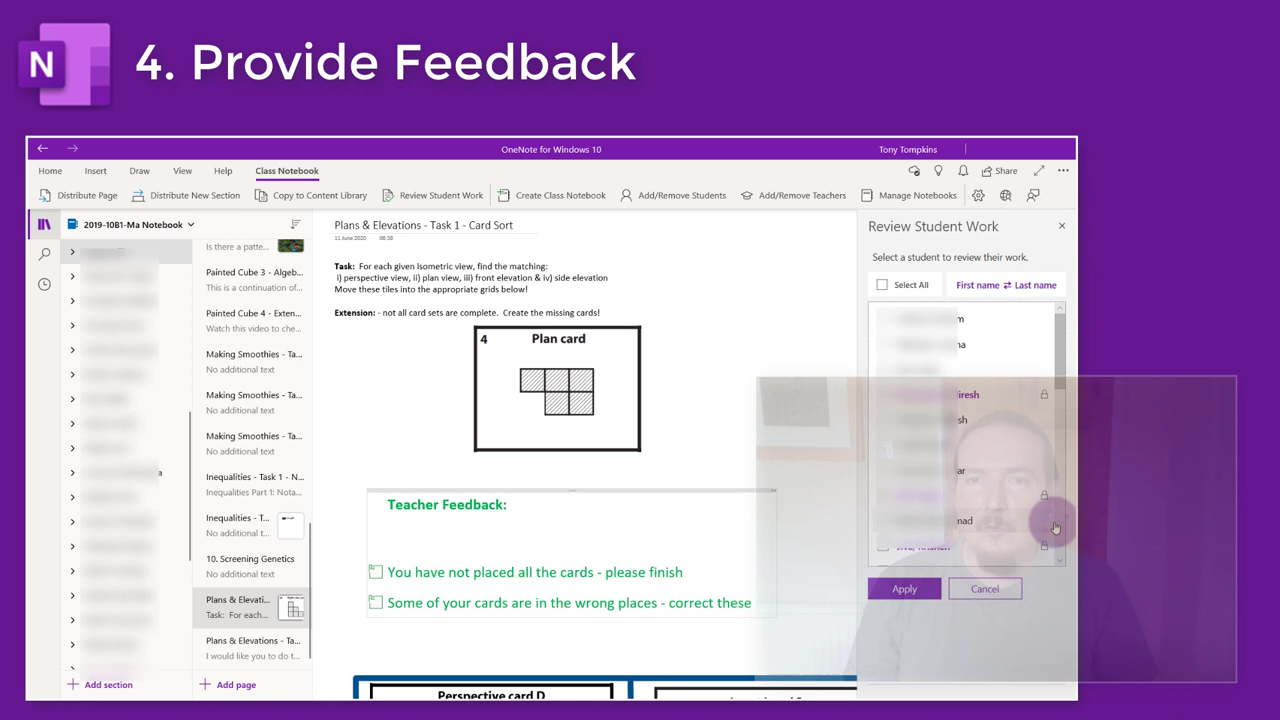 N
4. Provide Feedback
OneNote for Windows 10
Tony Tompkins
Home Insert Draw View Help Class Notebook
Share
Distribute Page Distribute New Section Copy to Content Library Review Student Work Create Class Notebook Add/Remove Students Add/Remove Teachers Manage Notebooks
2019-10B1-Ma Notebook
Add section
Is there a patte...
Painted Cube 3 - Algeb...
This is a continuation of...
Painted Cube 4 - Exten...
Watch this video to che...
Making Smoothies - Ta...
No additional text
Making Smoothies - Ta...
No additional text
Making Smoothies - Ta...
No additional text
Inequalities - Task 1 - N...
Inequalities Part 1: Nota...
Inequalities - T...
No additional t...
10. Screening Genetics
No additional text
Plans & Elevati...
Task: For each...
Plans & Elevations - Ta...
I would like you to do t...
Add page
Plans & Elevations - Task 1 - Card Sort
11 June 2020 08:38
Task: For each given isometric view, find the matching:
i) perspective view, ii) plan view, iii) front elevation & iv) side elevation
Move these tiles into the appropriate grids below!
Extension: - not all card sets are complete. Create the missing cards!
4 Plan card
Teacher Feedback:
You have not placed all the cards - please finish
Some of your cards are in the wrong places - correct these
Perspective card D
Review Student Work
Select a student to review their work.
Select All
First name ⇄ Last name
Apply Cancel